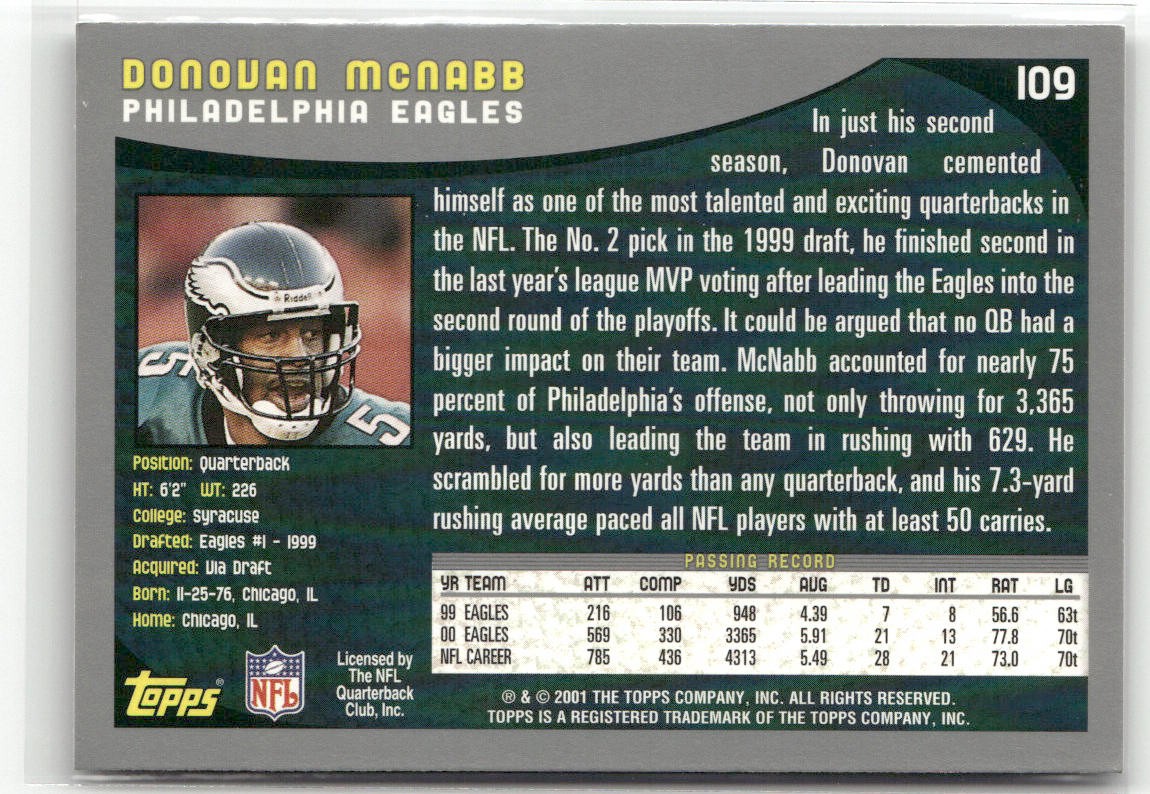 DONOVAN McNABB
PHILADELPHIA EAGLES
109
In just his second
season, Donovan cemented
himself as one of the most talented and exciting quarterbacks in
the NFL. The No. 2 pick in the 1999 draft, he finished second in
the last year's league MVP voting after leading the Eagles into the
second round of the playoffs. It could be argued that no QB had a
bigger impact on their team. McNabb accounted for nearly 75
percent of Philadelphia's offense, not only throwing for 3,365
yards, but also leading the team in rushing with 629. He
scrambled for more yards than any quarterback, and his 7.3-yard
rushing average paced all NFL players with at least 50 carries.
Riddell
5
5
Position: Quarterback
HT: 6'2" WT: 226
College: Syracuse
Drafted: Eagles #1 - 1999
Acquired: Via Draft
Born: 11-25-76, Chicago, IL
Home: Chicago, IL
PASSING RECORD
YR TEAM ATT COMP YDS AVG TD INT RAT LG
99 EAGLES 216 106 948 4.39 7 8 56.6 63t
00 EAGLES 569 330 3365 5.91 21 13 77.8 70t
NFL CAREER 785 436 4313 5.49 28 21 73.0 70t
Topps®
NFL
Licensed by
The NFL
Quarterback
Club, Inc.
® & © 2001 THE TOPPS COMPANY, INC. ALL RIGHTS RESERVED.
TOPPS IS A REGISTERED TRADEMARK OF THE TOPPS COMPANY, INC.